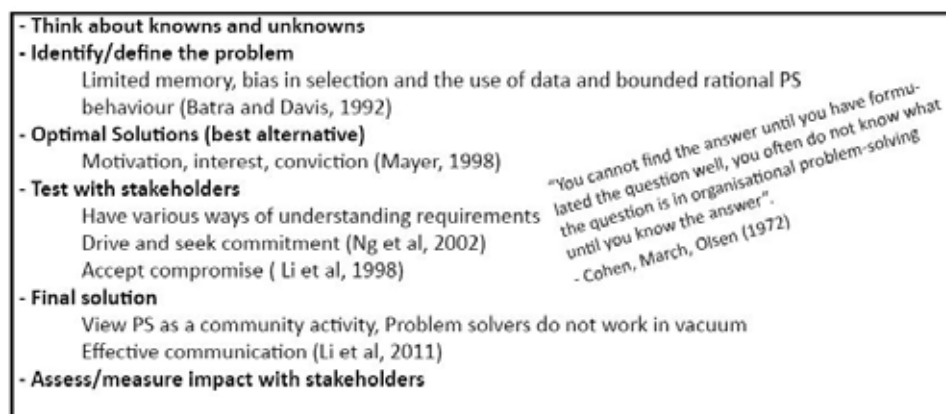 - Think about knowns and unknowns
- Identify/define the problem
Limited memory, bias in selection and the use of data and bounded rational PS
behaviour (Batra and Davis, 1992)
- Optimal Solutions (best alternative)
Motivation, interest, conviction (Mayer, 1998)
- Test with stakeholders
Have various ways of understanding requirements
Drive and seek commitment (Ng et al, 2002)
Accept compromise ( Li et al, 1998)
"You cannot find the answer until you have formu-
lated the question well, you often do not know what
the question is in organisational problem-solving
until you know the answer".
- Cohen, March, Olsen (1972)
- Final solution
View PS as a community activity, Problem solvers do not work in vacuum
Effective communication (Li et al, 2011)
- Assess/measure impact with stakeholders